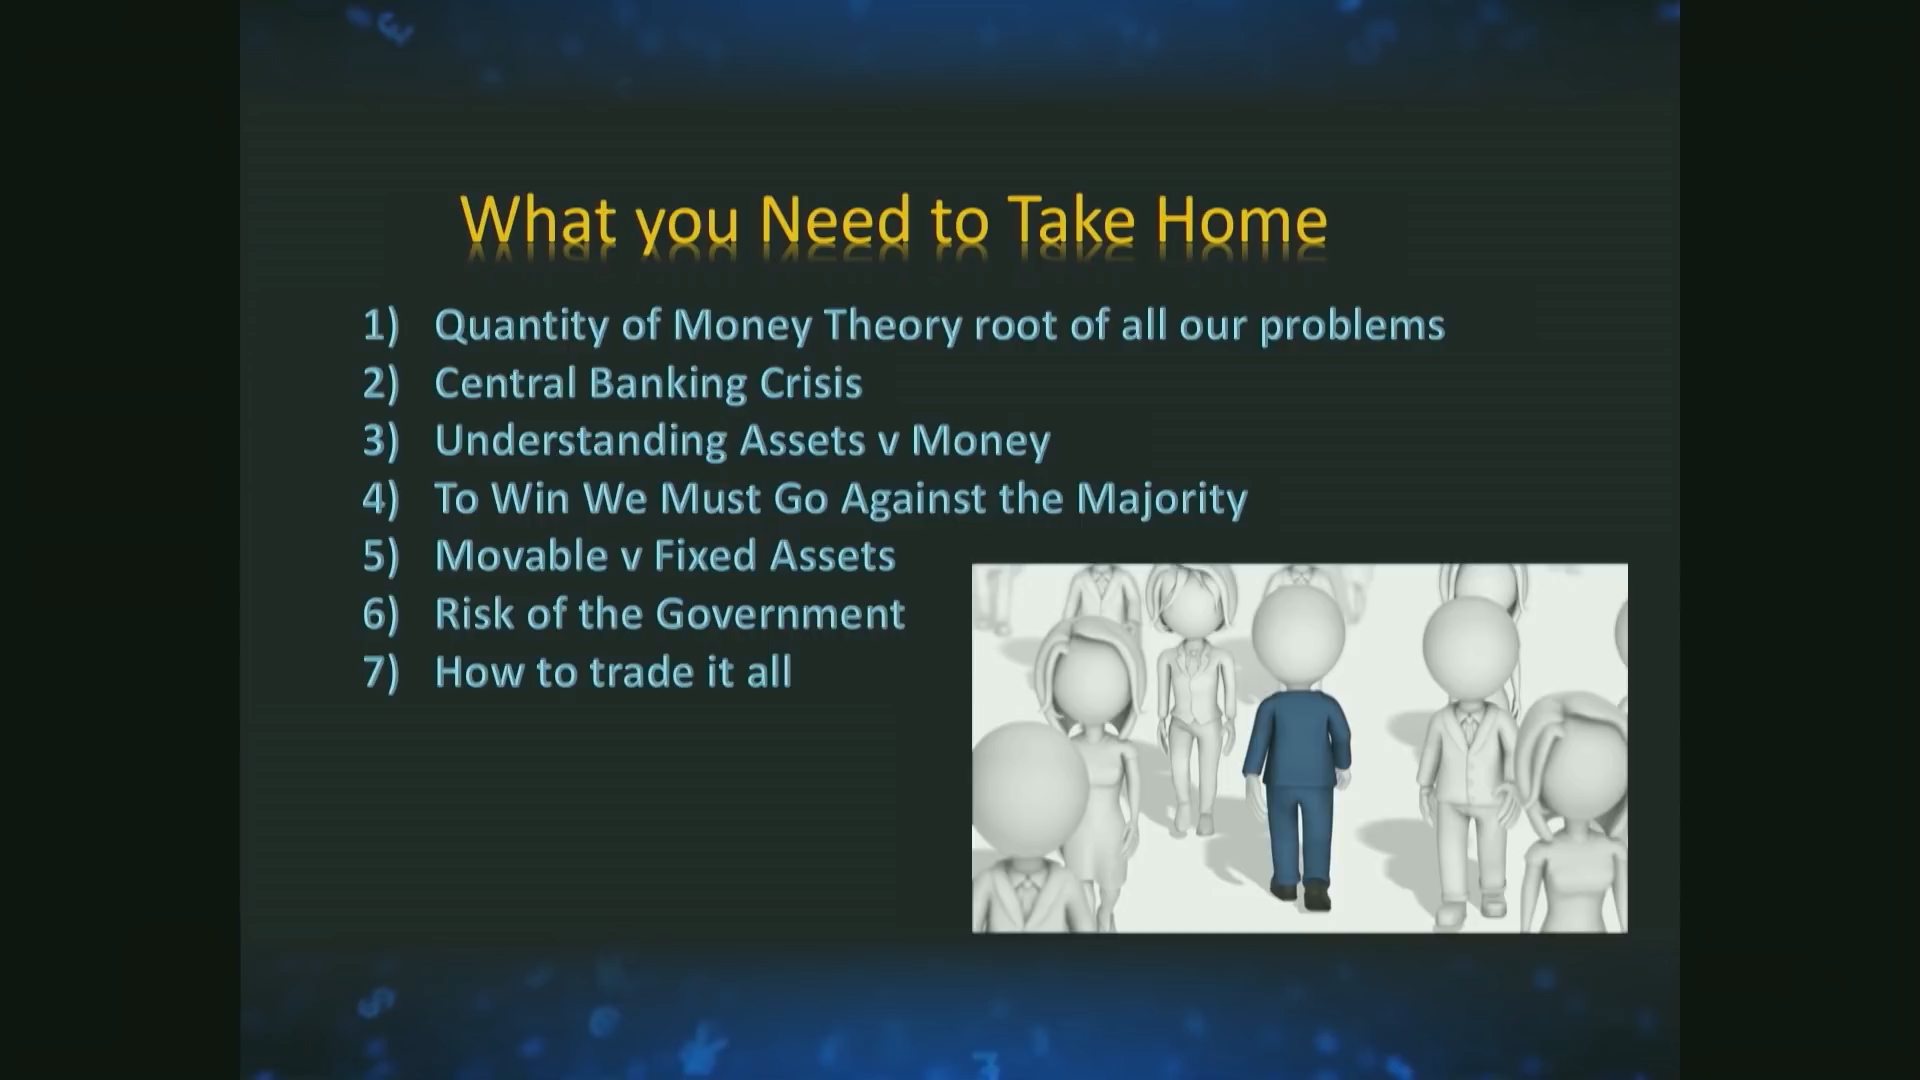 What you Need to Take Home
1) Quantity of Money Theory root of all our problems
2) Central Banking Crisis
3) Understanding Assets v Money
4) To Win We Must Go Against the Majority
5) Movable v Fixed Assets
6) Risk of the Government
7) How to trade it all